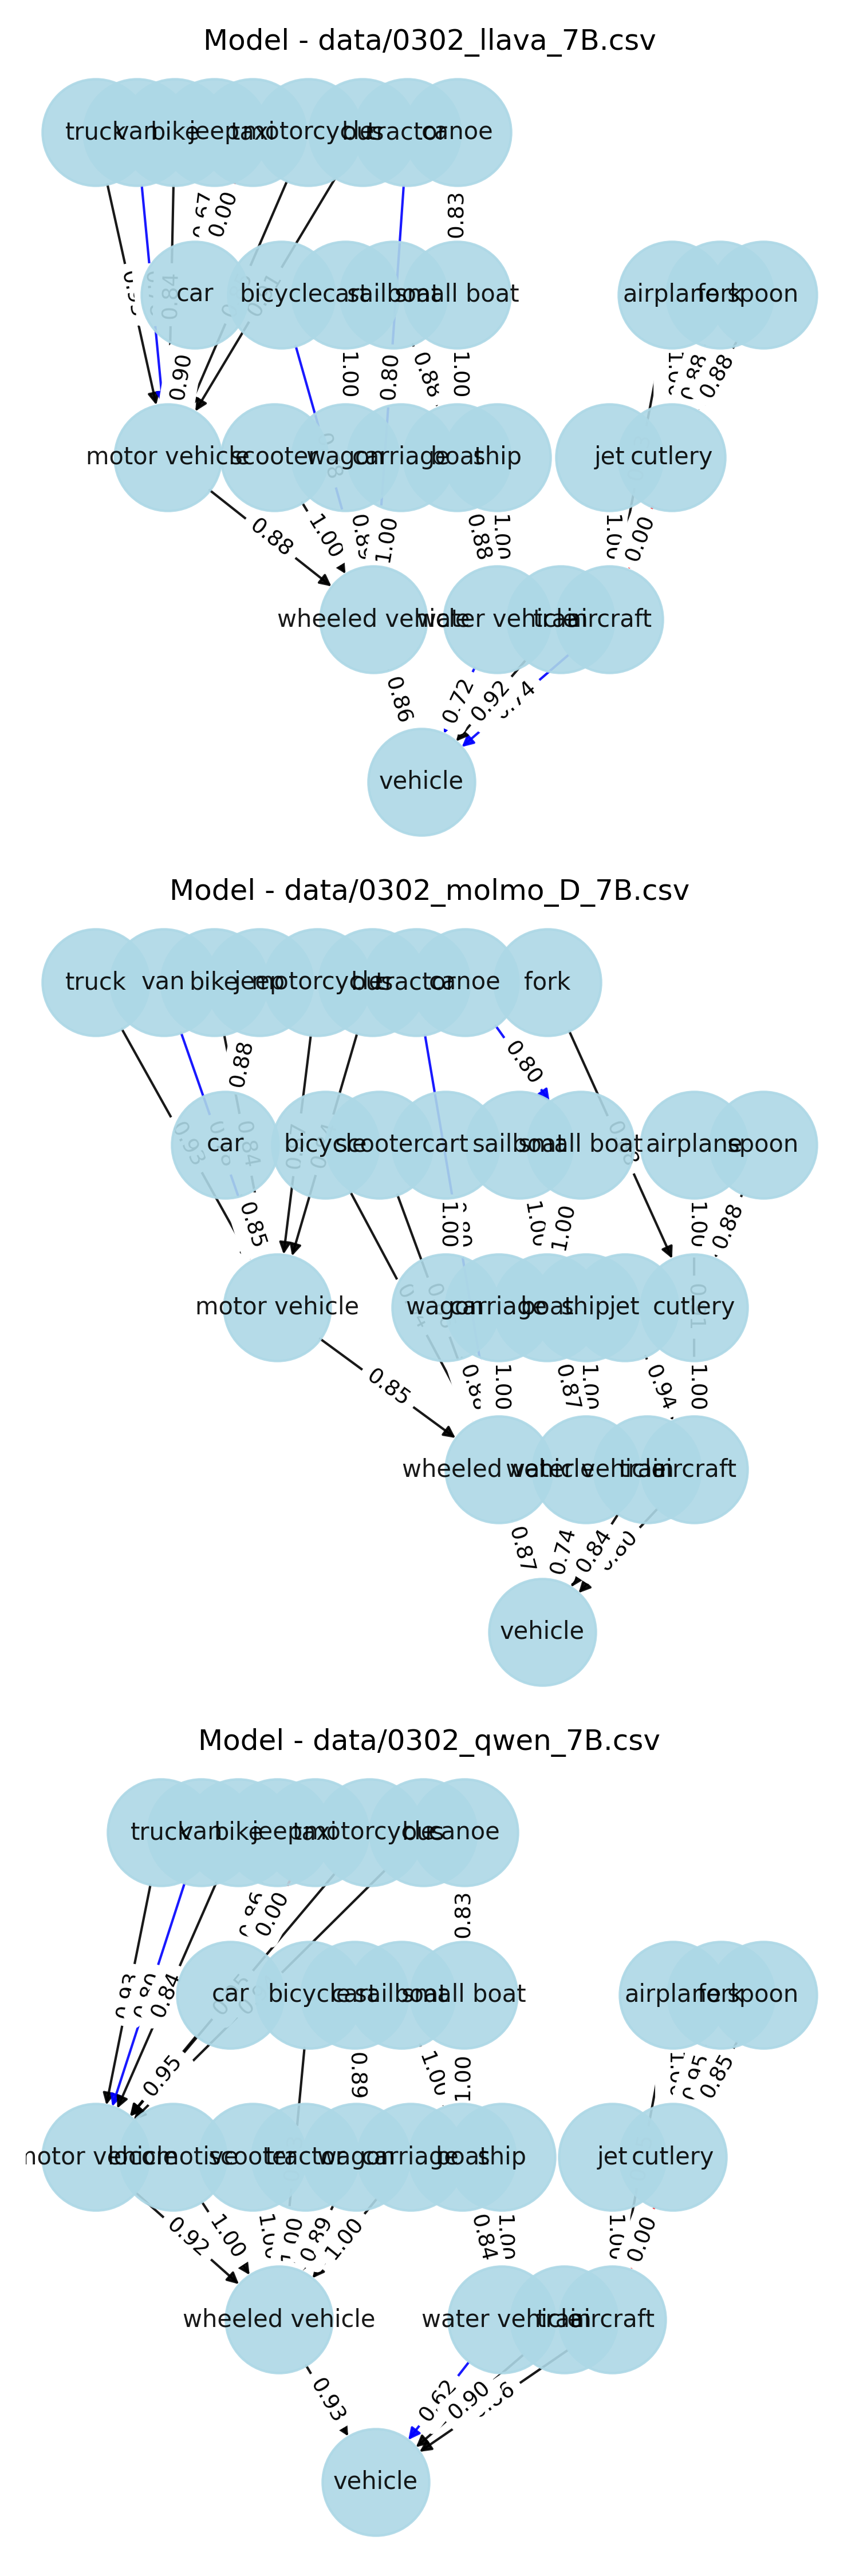 Model - data/0302_llava_7B.csv
truck van bike jeep taxi motorcycle bus tractor canoe
0.00 0.83
car bicycle cart sailboat small boat airplane fork spoon
0.84
0.90 1.00 0.80 1.00 0.88 0.88
motor vehicle scooter wagon carriage boat ship jet cutlery
0.88 1.00 1.00 0.88 1.00 0.00
wheeled vehicle water vehicle train aircraft
0.86 0.72 0.92
vehicle
Model - data/0302_molmo_D_7B.csv
truck van bike jeep motorcycle bus tractor canoe fork
0.88 0.80
car bicycle scooter cart sailboat small boat airplane spoon
0.93 0.84
0.85 1.00 1.00 1.00 1.00 0.88
motor vehicle wagon carriage boat ship jet cutlery
0.85 1.00 0.87 1.00 0.94 1.00
wheeled vehicle water vehicle train aircraft
0.87 0.74 0.84 0.80
vehicle
Model - data/0302_qwen_7B.csv
truck van bike jeep taxi motorcycle bus canoe
0.86 0.00 0.83
car bicycle cart sailboat small boat airplane fork spoon
0.93 0.84
0.95 0.89 1.00 1.00 0.95 0.85
motor vehicle locomotive scooter tractor wagon carriage boat ship jet cutlery
0.92 1.00 1.00 1.00 0.89 1.00 0.84 1.00 1.00 0.00
wheeled vehicle water vehicle train aircraft
0.93 0.62 0.90
vehicle